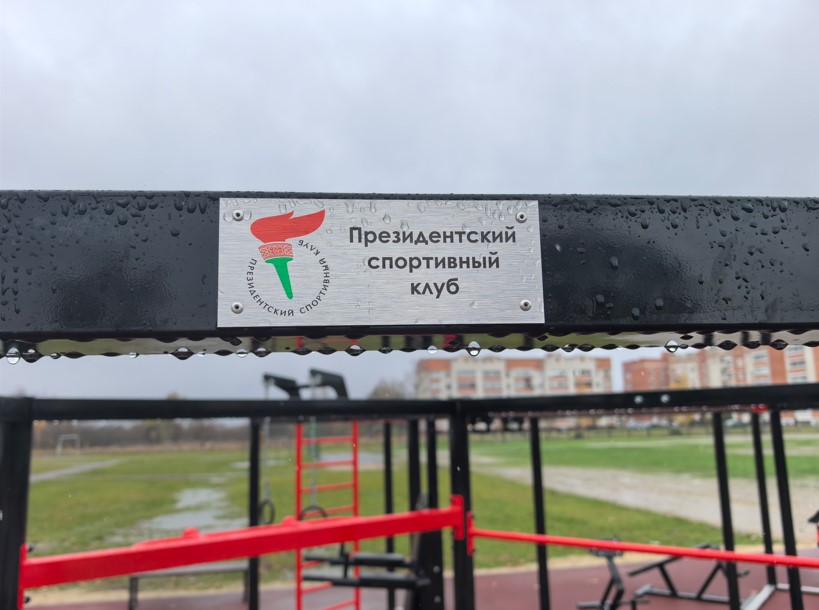 Президентский
спортивный
клуб
ПРЕЗИДЕНТСКИЙ СПОРТИВНЫЙ КЛУБ